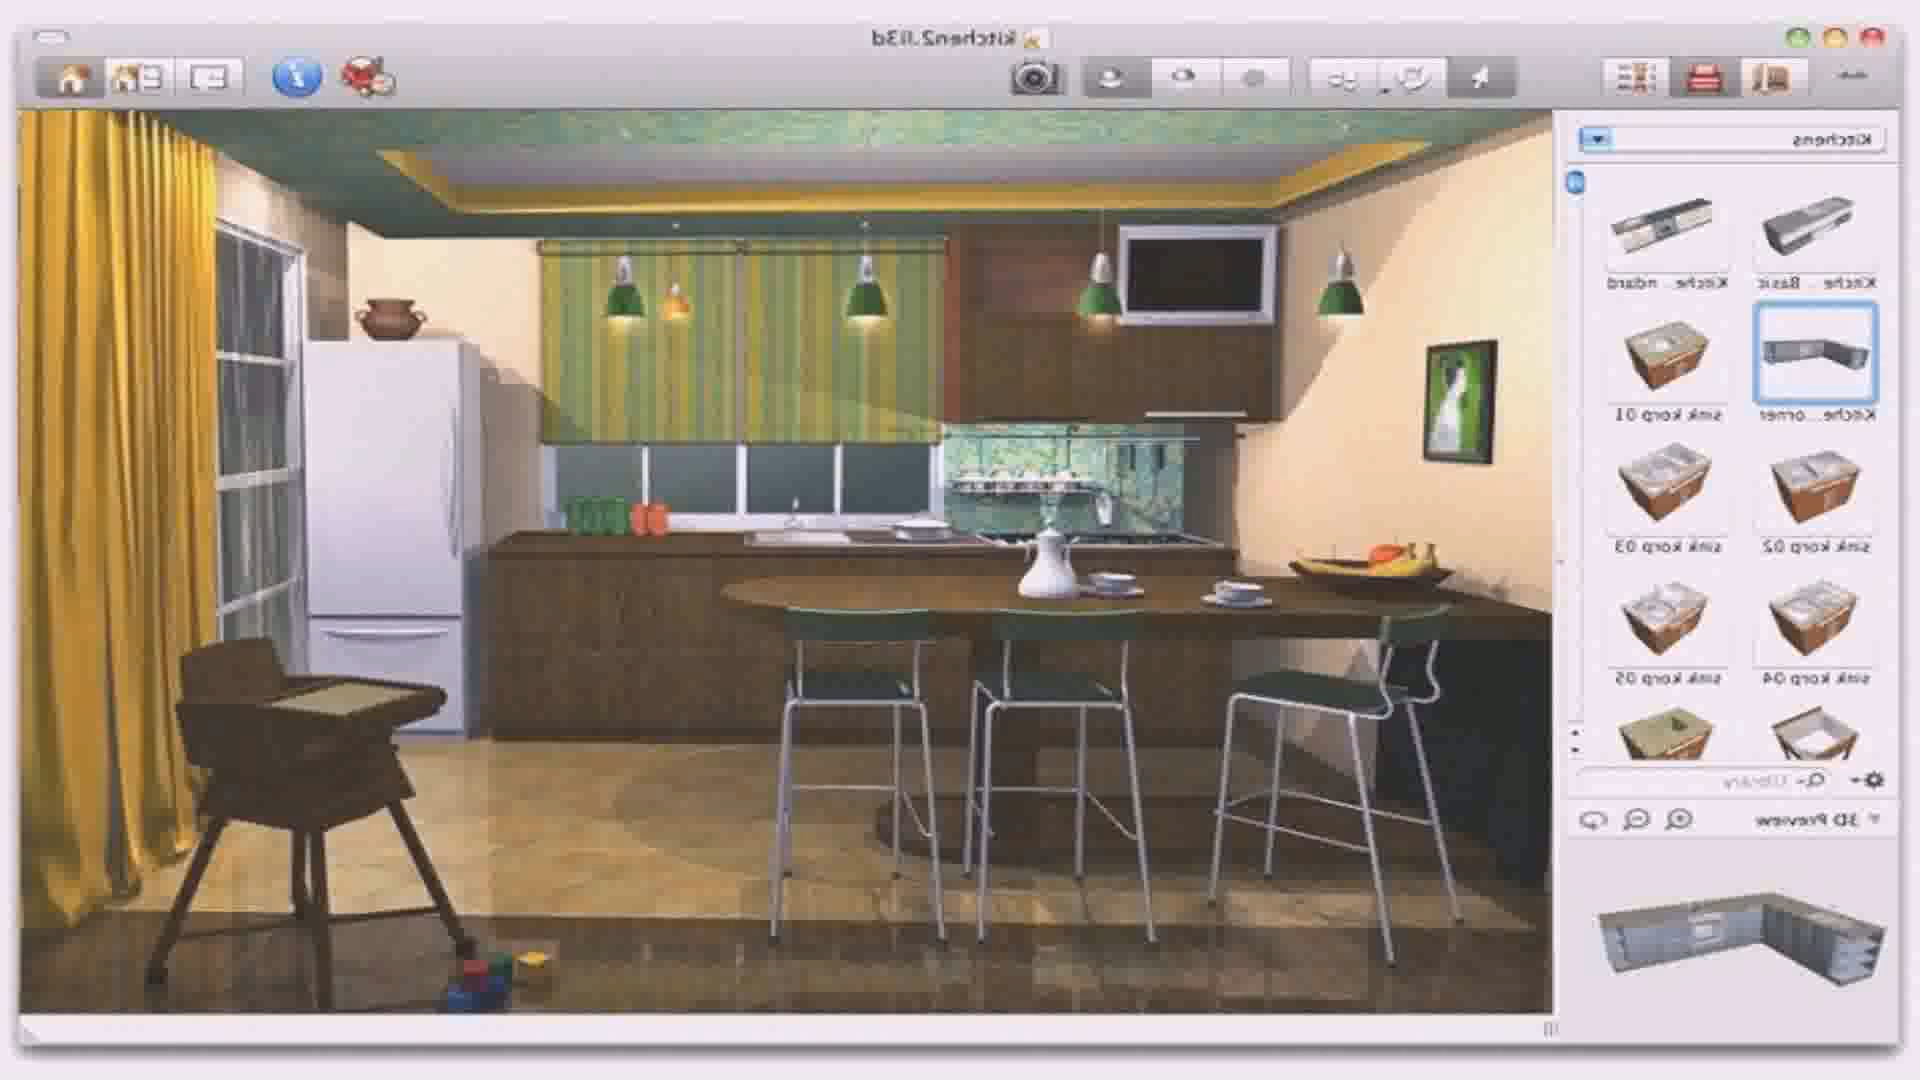 kitchen2.li3d
Kitchens
Kitche... Basic
Kitche... ndard
Kitche...orner
sink korp 01
sink korp 02
sink korp 03
sink korp 04
sink korp 05
Library
3D Preview